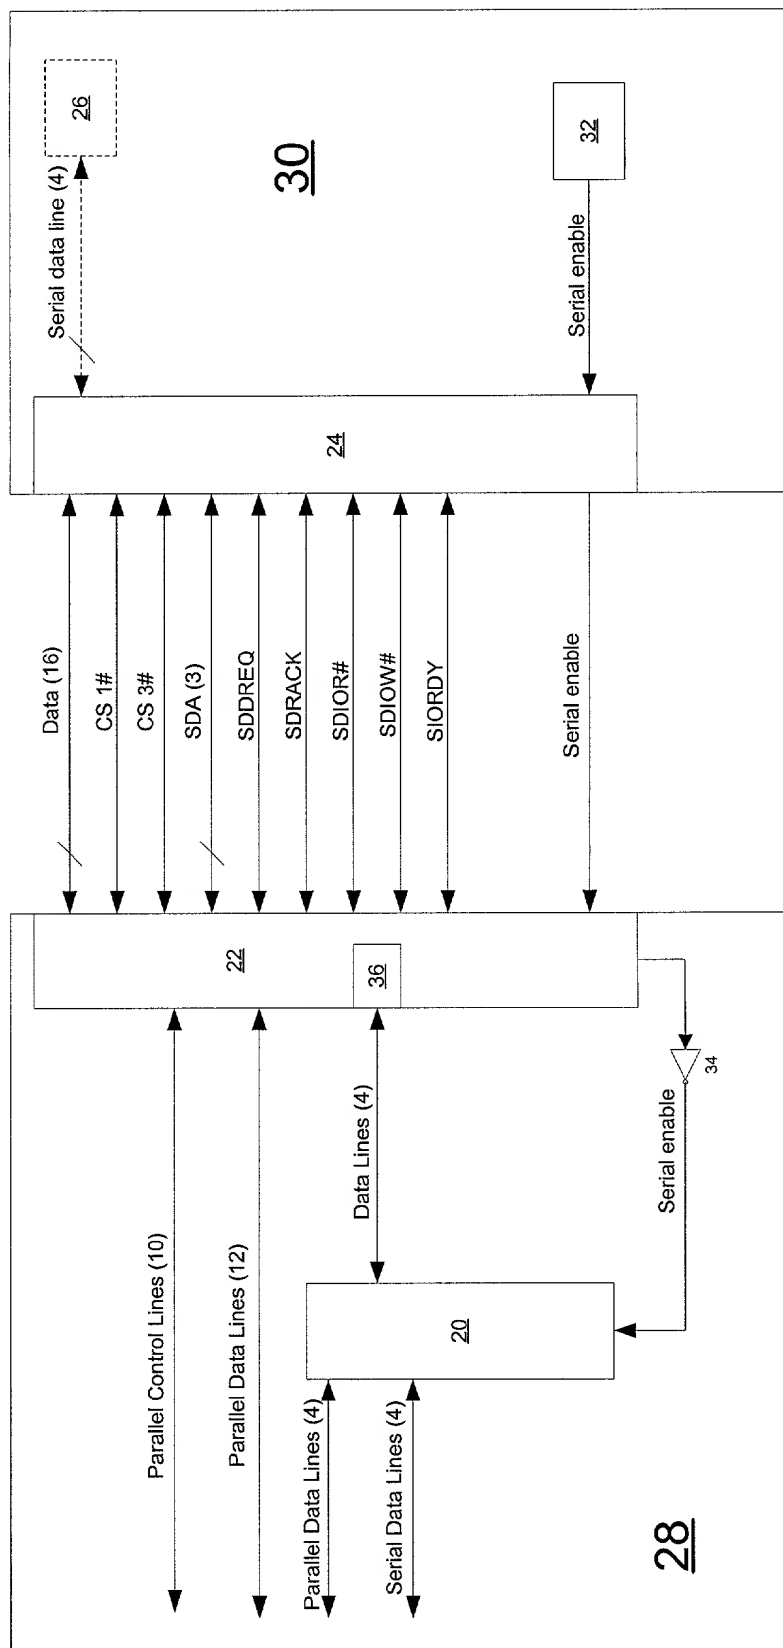 Parallel Control Lines (10)
Parallel Data Lines (12)
Parallel Data Lines (4)
Serial Data Lines (4)
20
Data Lines (4)
Serial enable
34
28
22
36
Data (16)
CS 1#
CS 3#
SDA (3)
SDDREQ
SDRACK
SDIOR#
SDIOW#
SIORDY
Serial enable
24
Serial data line (4)
26
30
Serial enable
32